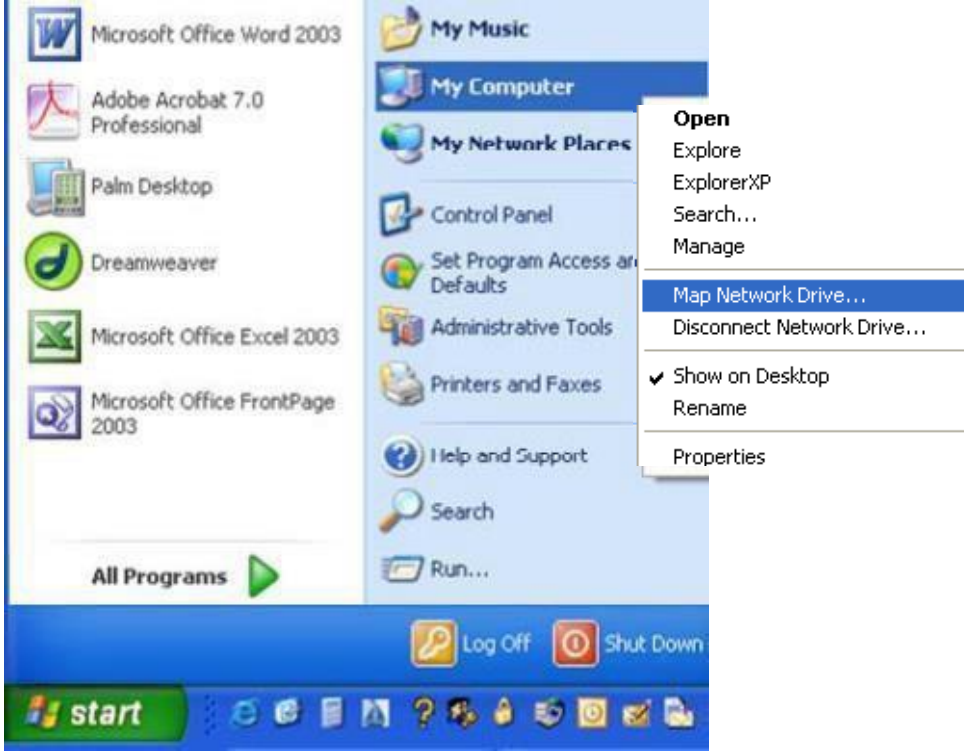 Microsoft Office Word 2003
Adobe Acrobat 7.0
Professional
Palm Desktop
Dreamweaver
Microsoft Office Excel 2003
Microsoft Office FrontPage
2003
All Programs
My Music
My Computer
My Network Places
Control Panel
Set Program Access an
Defaults
Administrative Tools
Printers and Faxes
Help and Support
Search
Run...
Open
Explore
ExplorerXP
Search...
Manage
Map Network Drive...
Disconnect Network Drive...
Show on Desktop
Rename
Properties
Log Off
Shut Down
start